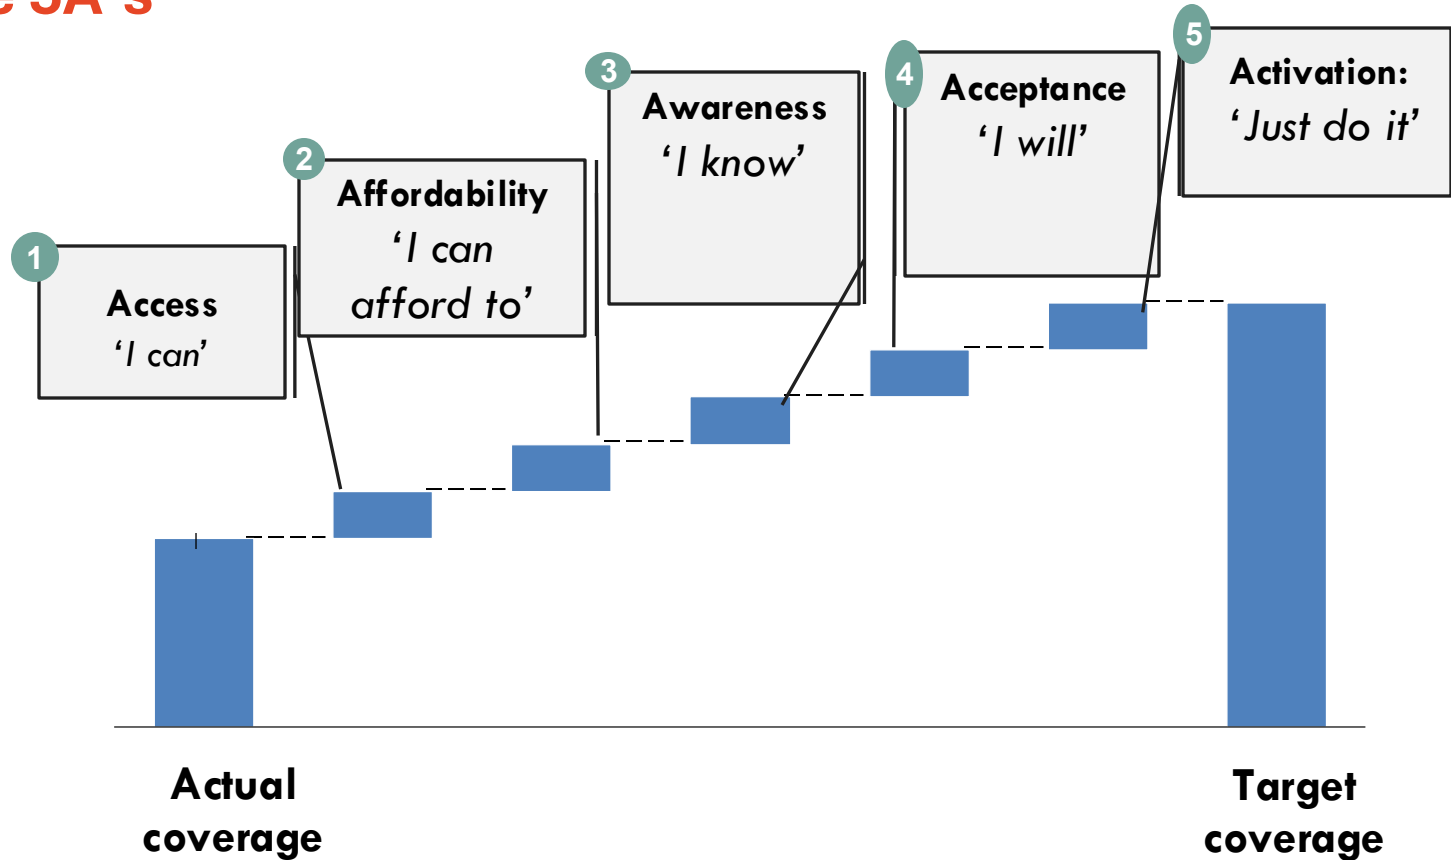 5A's
1
Access
‘I can’
2
Affordability
‘I can
afford to’
3
Awareness
‘I know’
4
Acceptance
‘I will’
5
Activation:
‘Just do it’
Actual
coverage
Target
coverage